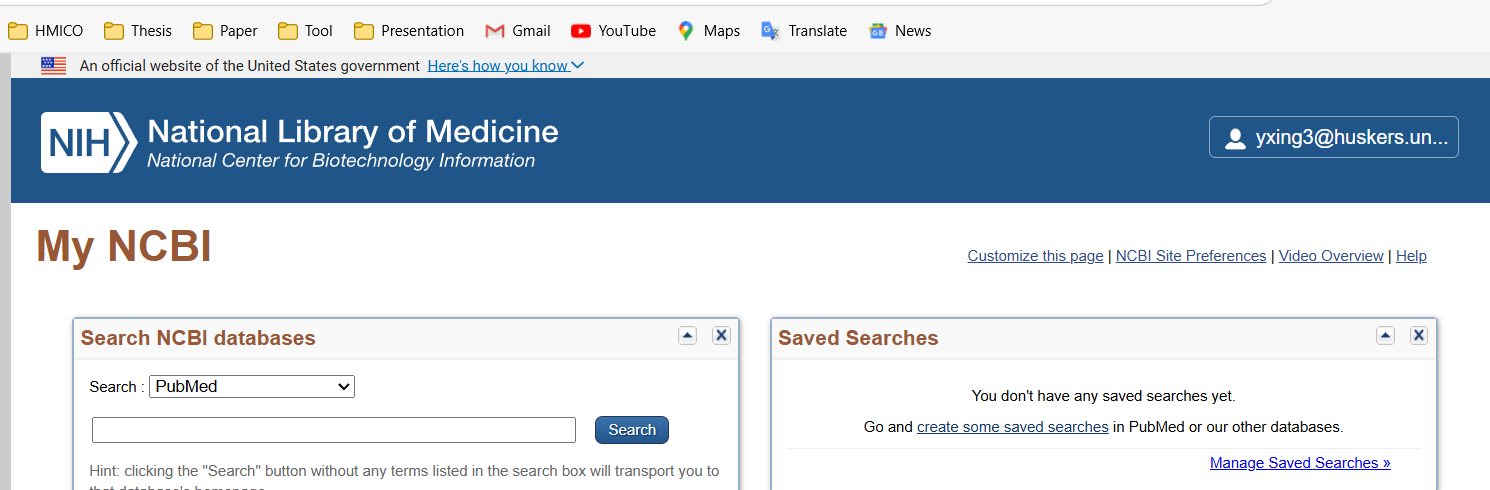 HMICO Thesis Paper Tool Presentation Gmail YouTube Maps Translate News
An official website of the United States government Here's how you know
NIH National Library of Medicine
National Center for Biotechnology Information
yxing3@huskers.un...
My NCBI
Customize this page | NCBI Site Preferences | Video Overview | Help
Search NCBI databases
Search : PubMed
Search
Hint: clicking the "Search" button without any terms listed in the search box will transport you to
that database's homepage.
Saved Searches
You don't have any saved searches yet.
Go and create some saved searches in PubMed or our other databases.
Manage Saved Searches »